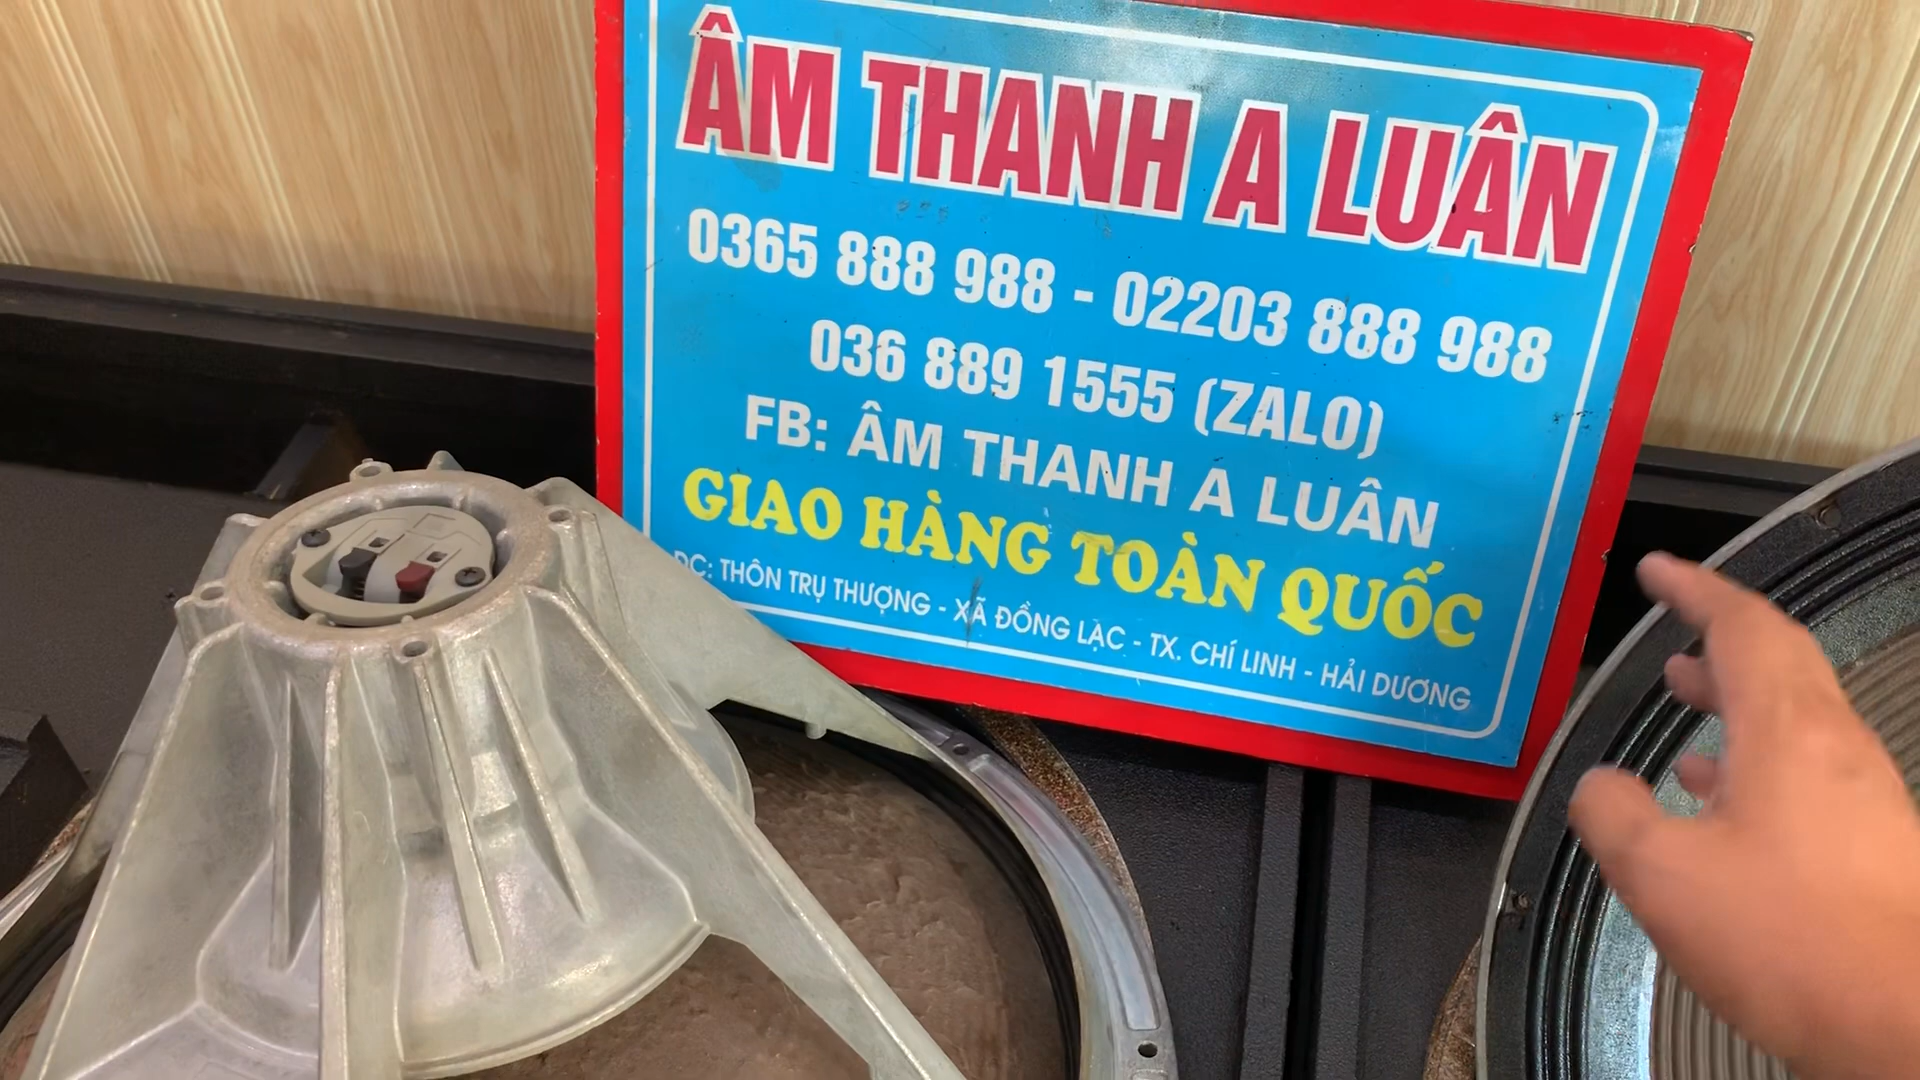 ÂM THANH A LUÂN
0365 888 988 - 02203 888 988
036 889 1555 (ZALO)
FB: ÂM THANH A LUÂN
GIAO HÀNG TOÀN QUỐC
ĐC: THÔN TRỤ THƯỢNG - XÃ ĐỒNG LẠC - TX. CHÍ LINH - HẢI DƯƠNG